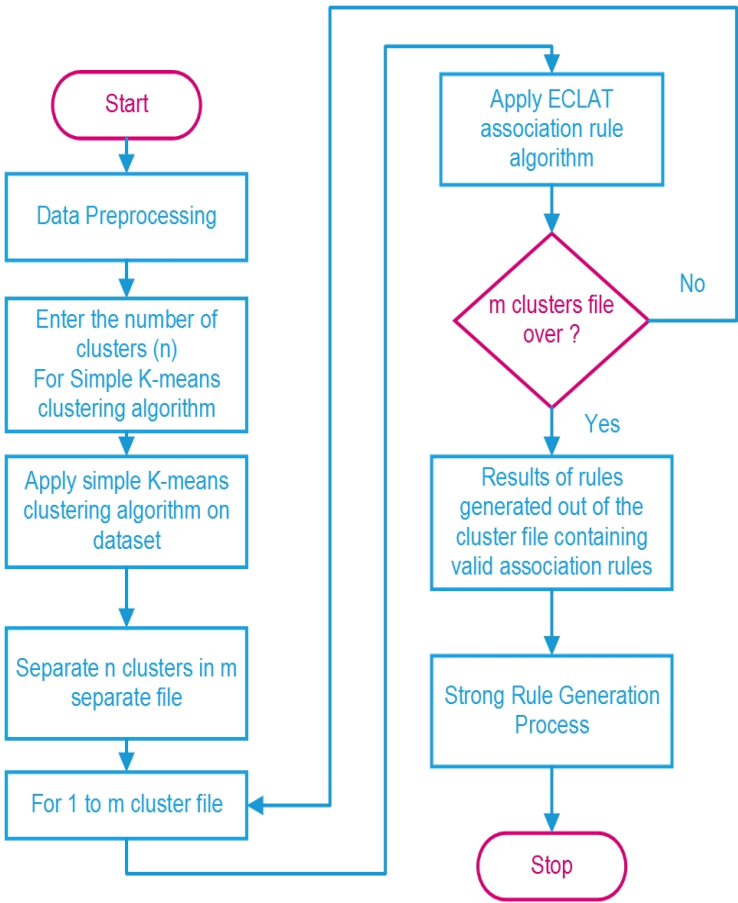 Start
Data Preprocessing
Enter the number of
clusters (n)
For Simple K-means
clustering algorithm
Apply simple K-means
clustering algorithm on
dataset
Separate n clusters in m
separate file
For 1 to m cluster file
Apply ECLAT
association rule
algorithm
m clusters file
over ?
No
Yes
Results of rules
generated out of the
cluster file containing
valid association rules
Strong Rule Generation
Process
Stop